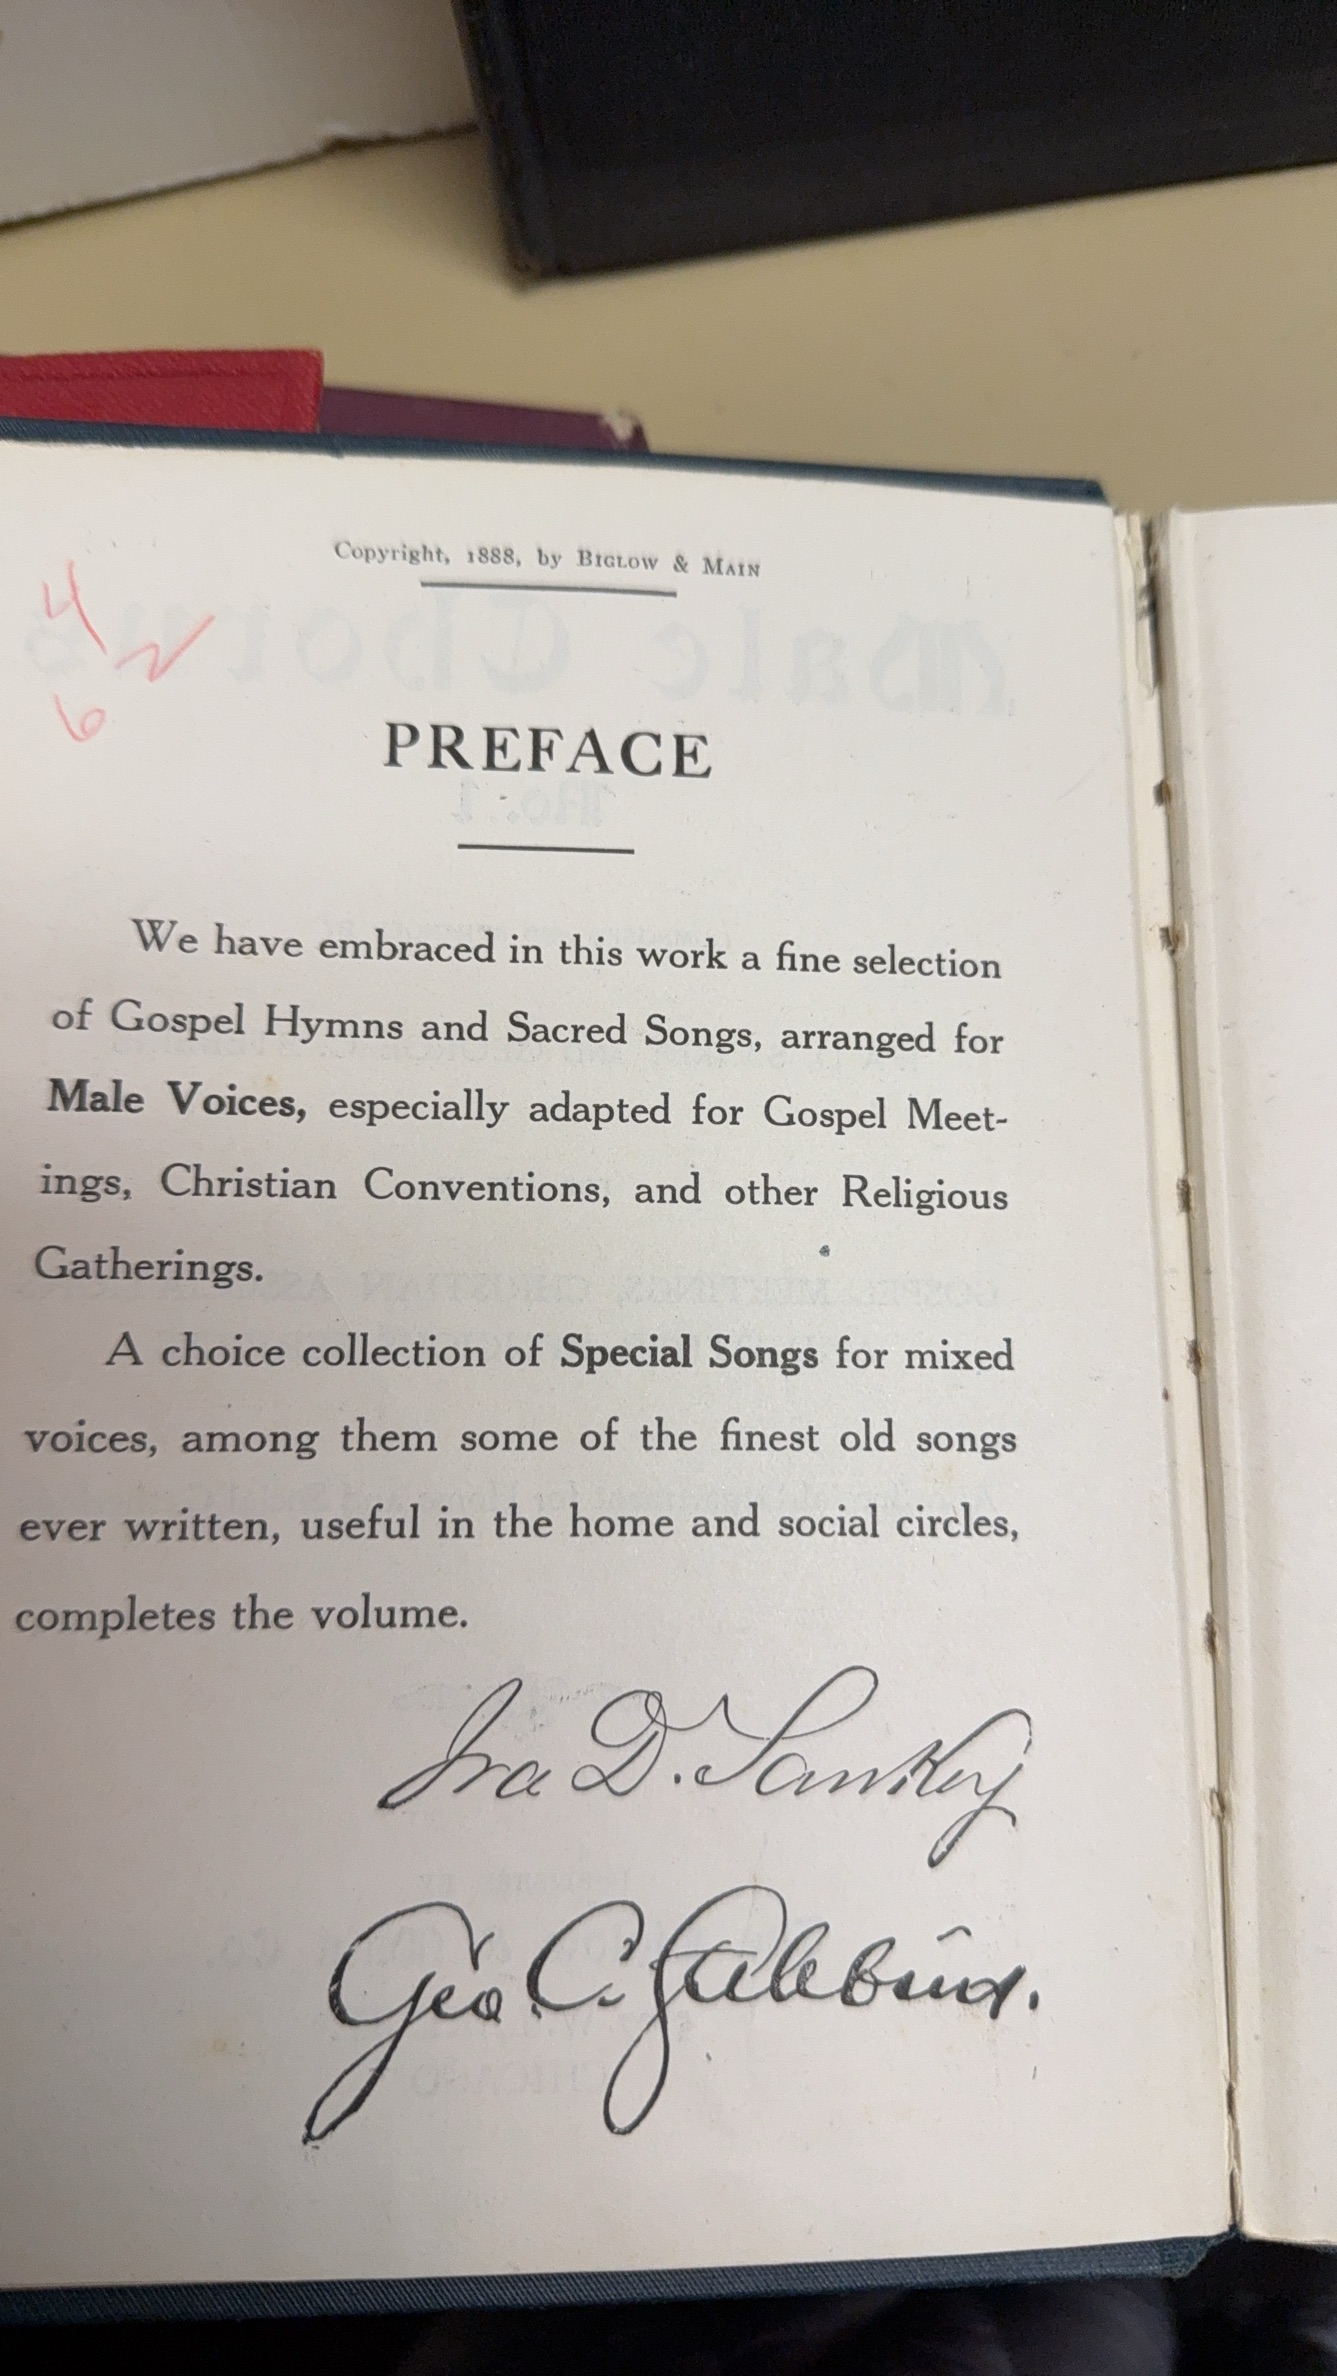 Copyright, 1888, by BIGLOW & MAIN
4
2
6
PREFACE
We have embraced in this work a fine selection
of Gospel Hymns and Sacred Songs, arranged for
Male Voices, especially adapted for Gospel Meet-
ings, Christian Conventions, and other Religious
Gatherings.
A choice collection of Special Songs for mixed
voices, among them some of the finest old songs
ever written, useful in the home and social circles,
completes the volume.
Ira D. Sankey
Geo. C. Stebbins.